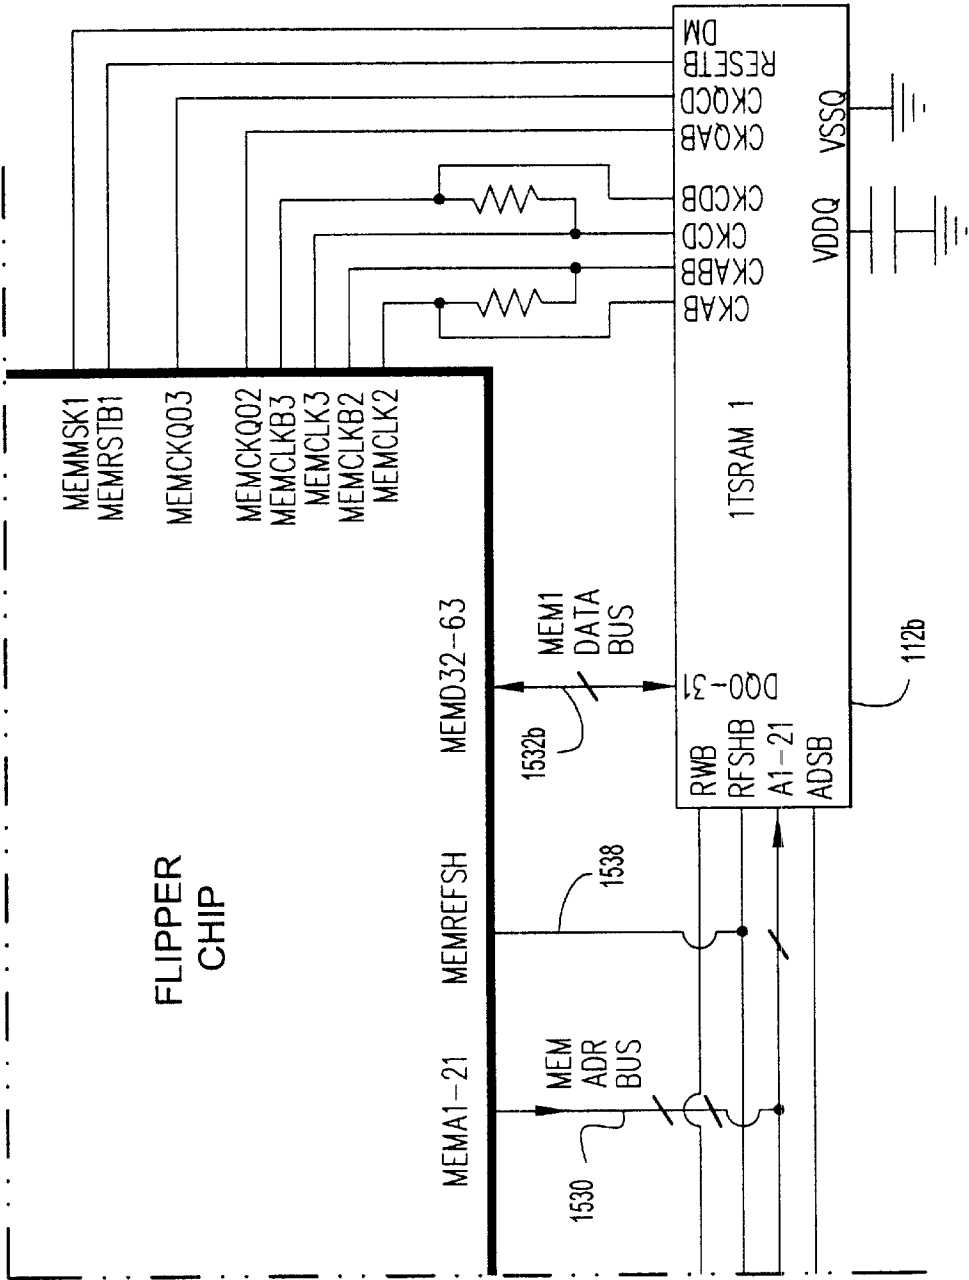 FLIPPER
CHIP
MEMMSK1
MEMRSTB1
MEMCKQO3
MEMCKQO2
MEMCLKB3
MEMCLK3
MEMCLKB2
MEMCLK2
MEMD32-63
MEMREFSH
MEMA1-21
MEM1
DATA
BUS
1532b
1538
MEM
ADR
BUS
1530
DM
RESETB
CKQCD
CKQAB
CKCDB
CKCD
CKABB
CKAB
1TSRAM 1
DQ0-31
RWB
RFSHB
A1-21
ADSB
VSSQ
VDDQ
112b